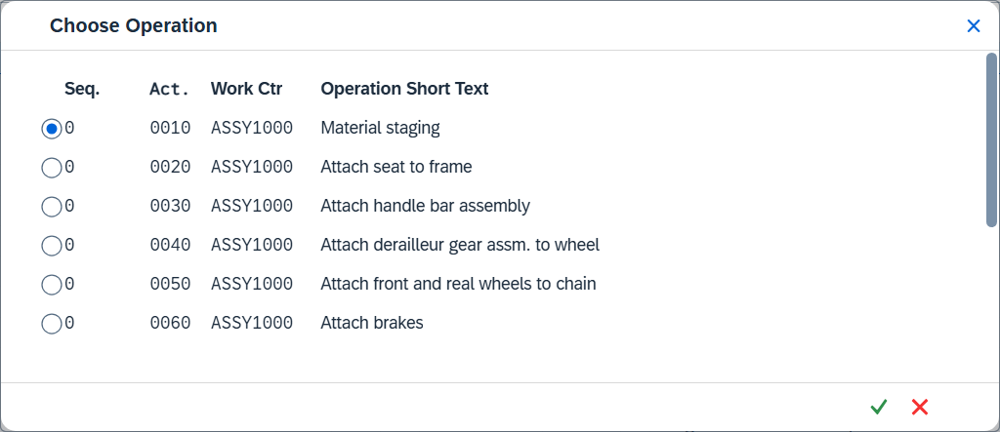 Choose Operation
Seq. Act. Work Ctr Operation Short Text
0 0010 ASSY1000 Material staging
0 0020 ASSY1000 Attach seat to frame
0 0030 ASSY1000 Attach handle bar assembly
0 0040 ASSY1000 Attach derailleur gear assm. to wheel
0 0050 ASSY1000 Attach front and real wheels to chain
0 0060 ASSY1000 Attach brakes